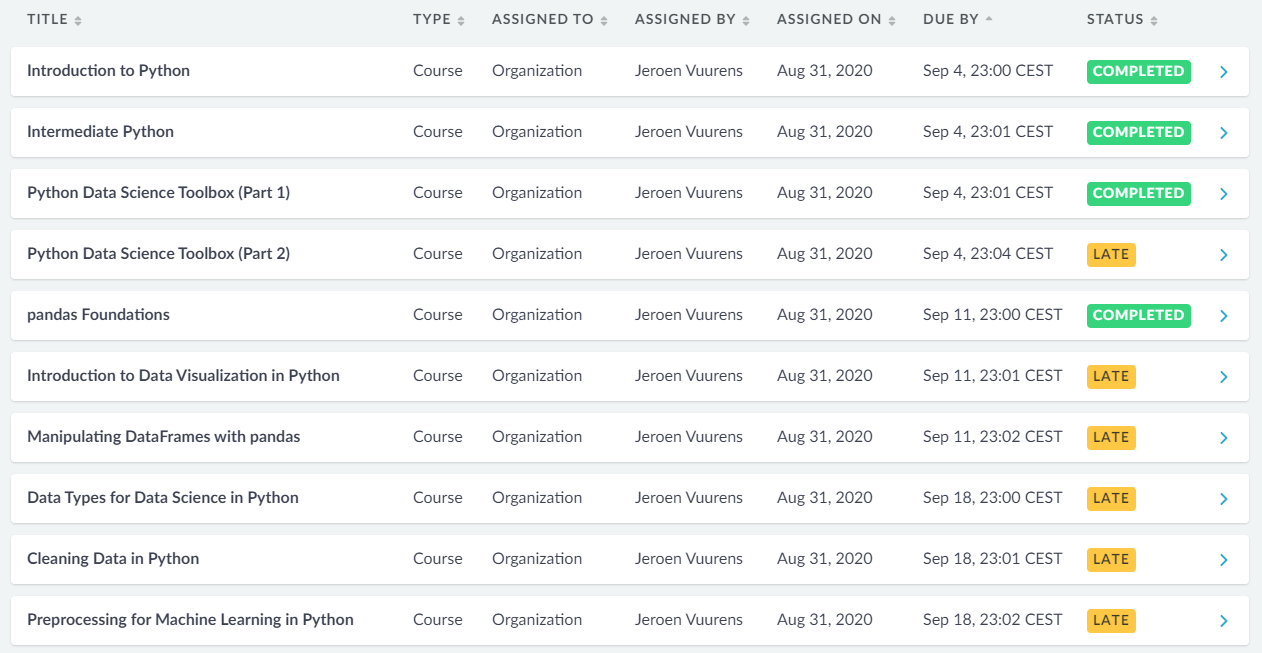 TITLE TYPE ASSIGNED TO ASSIGNED BY ASSIGNED ON DUE BY STATUS
Introduction to Python Course Organization Jeroen Vuurens Aug 31, 2020 Sep 4, 23:00 CEST COMPLETED
Intermediate Python Course Organization Jeroen Vuurens Aug 31, 2020 Sep 4, 23:01 CEST COMPLETED
Python Data Science Toolbox (Part 1) Course Organization Jeroen Vuurens Aug 31, 2020 Sep 4, 23:01 CEST COMPLETED
Python Data Science Toolbox (Part 2) Course Organization Jeroen Vuurens Aug 31, 2020 Sep 4, 23:04 CEST LATE
pandas Foundations Course Organization Jeroen Vuurens Aug 31, 2020 Sep 11, 23:00 CEST COMPLETED
Introduction to Data Visualization in Python Course Organization Jeroen Vuurens Aug 31, 2020 Sep 11, 23:01 CEST LATE
Manipulating DataFrames with pandas Course Organization Jeroen Vuurens Aug 31, 2020 Sep 11, 23:02 CEST LATE
Data Types for Data Science in Python Course Organization Jeroen Vuurens Aug 31, 2020 Sep 18, 23:00 CEST LATE
Cleaning Data in Python Course Organization Jeroen Vuurens Aug 31, 2020 Sep 18, 23:01 CEST LATE
Preprocessing for Machine Learning in Python Course Organization Jeroen Vuurens Aug 31, 2020 Sep 18, 23:02 CEST LATE